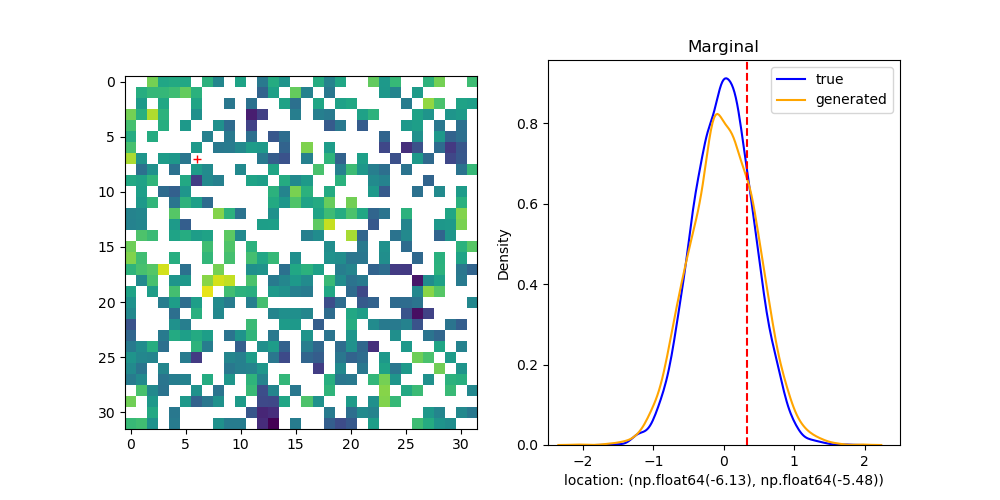 Marginal
true
generated
Density
0.8
0.6
0.4
0.2
0.0
−2 −1 0 1 2
location: (np.float64(-6.13), np.float64(-5.48))
0
5
10
15
20
25
30
0 5 10 15 20 25 30